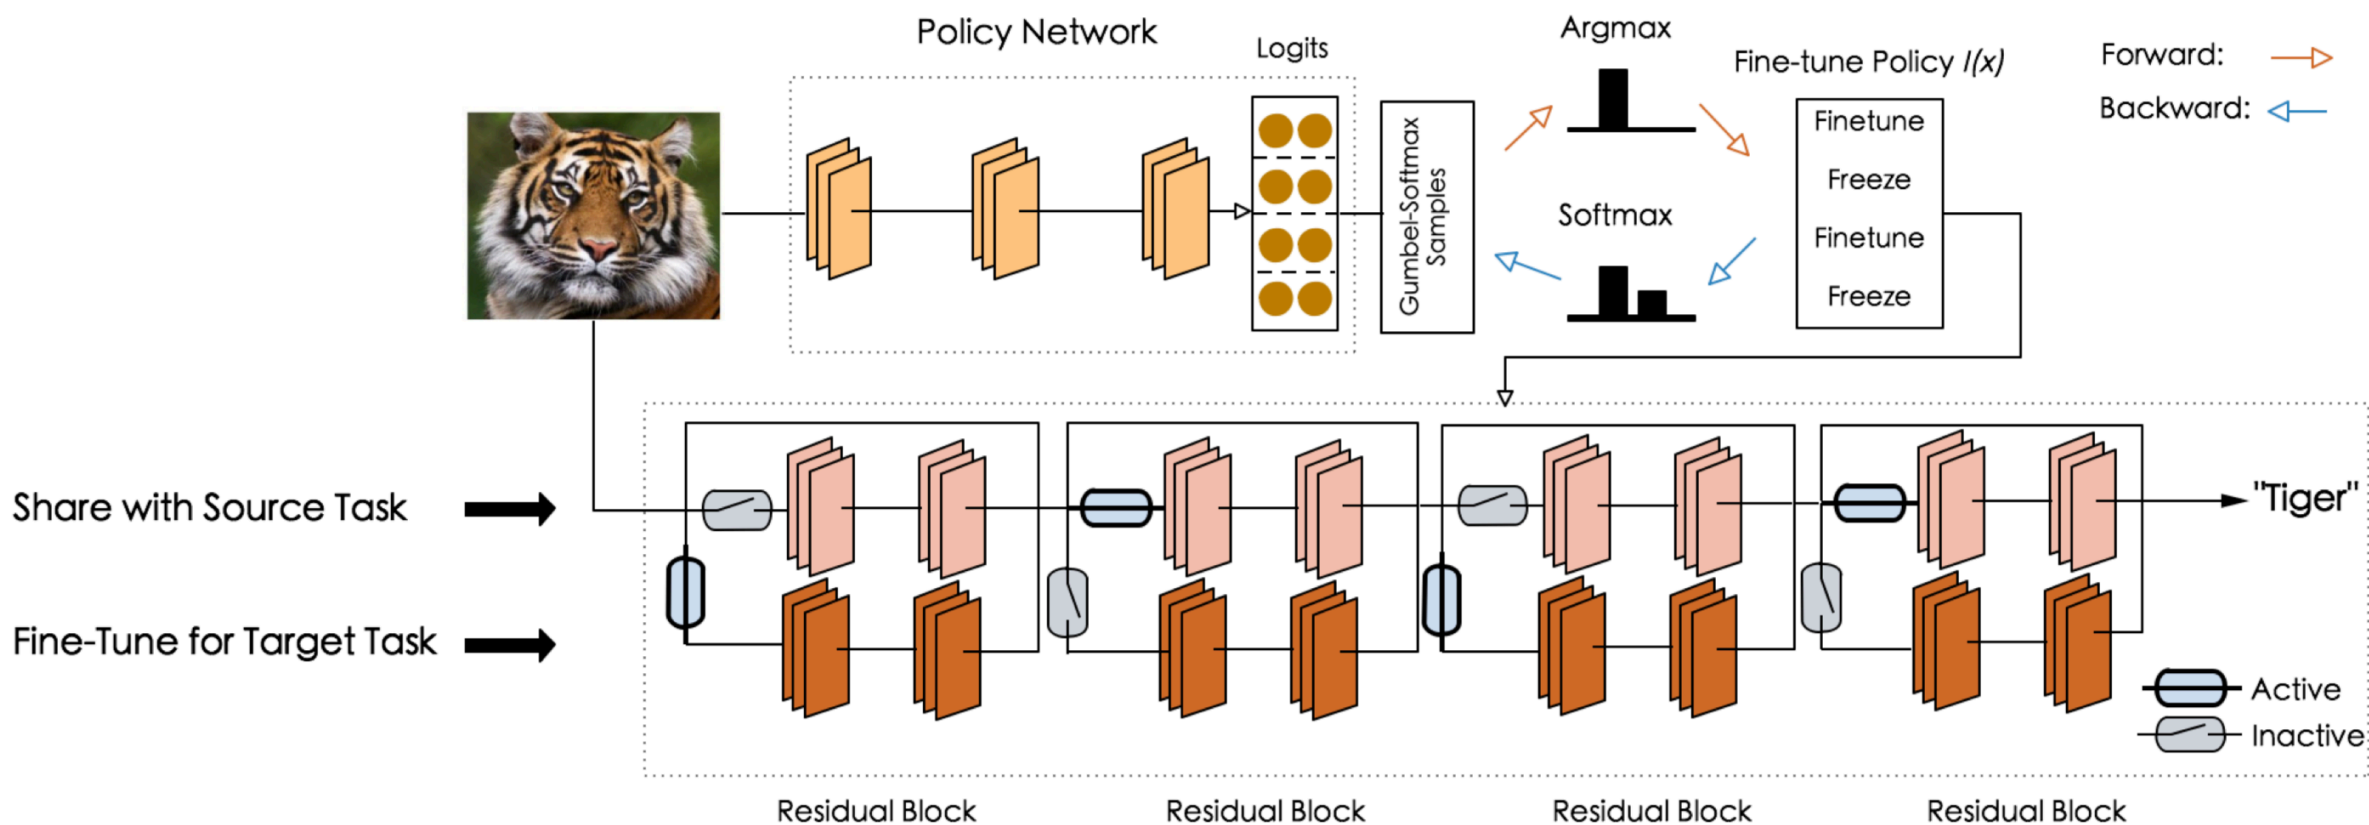 Policy Network
Logits
Argmax
Fine-tune Policy I(x)
Forward:
Backward:
Gumbel-Softmax
Samples
Softmax
Finetune
Freeze
Finetune
Freeze
Share with Source Task
"Tiger"
Fine-Tune for Target Task
Active
Inactive
Residual Block
Residual Block
Residual Block
Residual Block